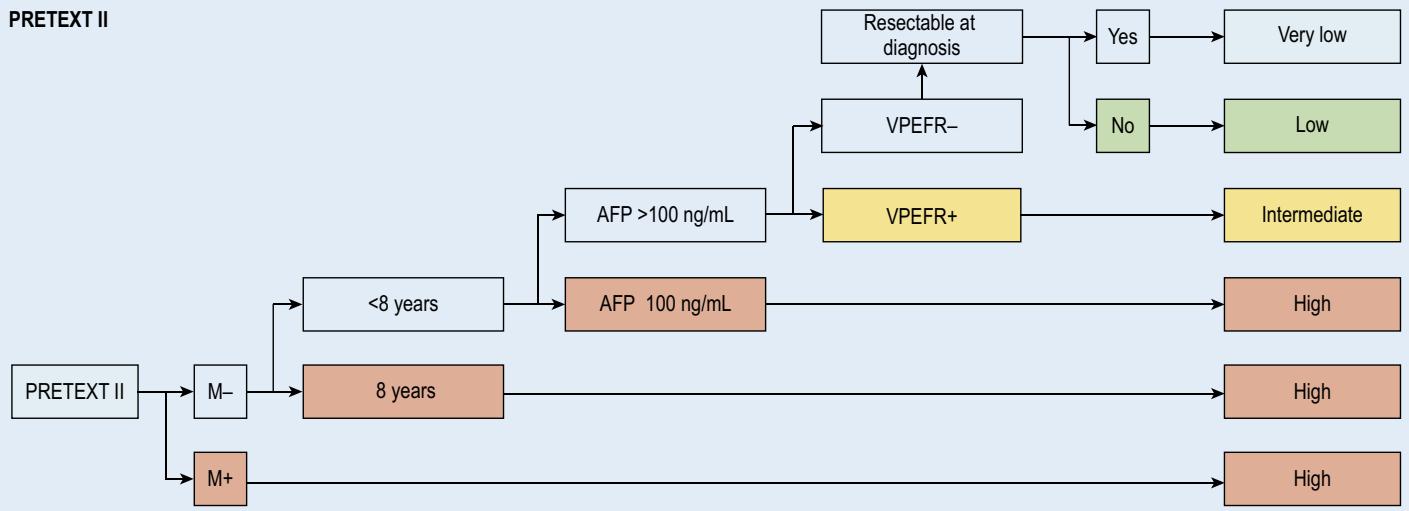 PRETEXT II
Resectable at
diagnosis
Yes
Very low
VPEFR–
No
Low
AFP >100 ng/mL
VPEFR+
Intermediate
<8 years
AFP 100 ng/mL
High
PRETEXT II
M–
8 years
High
M+
High